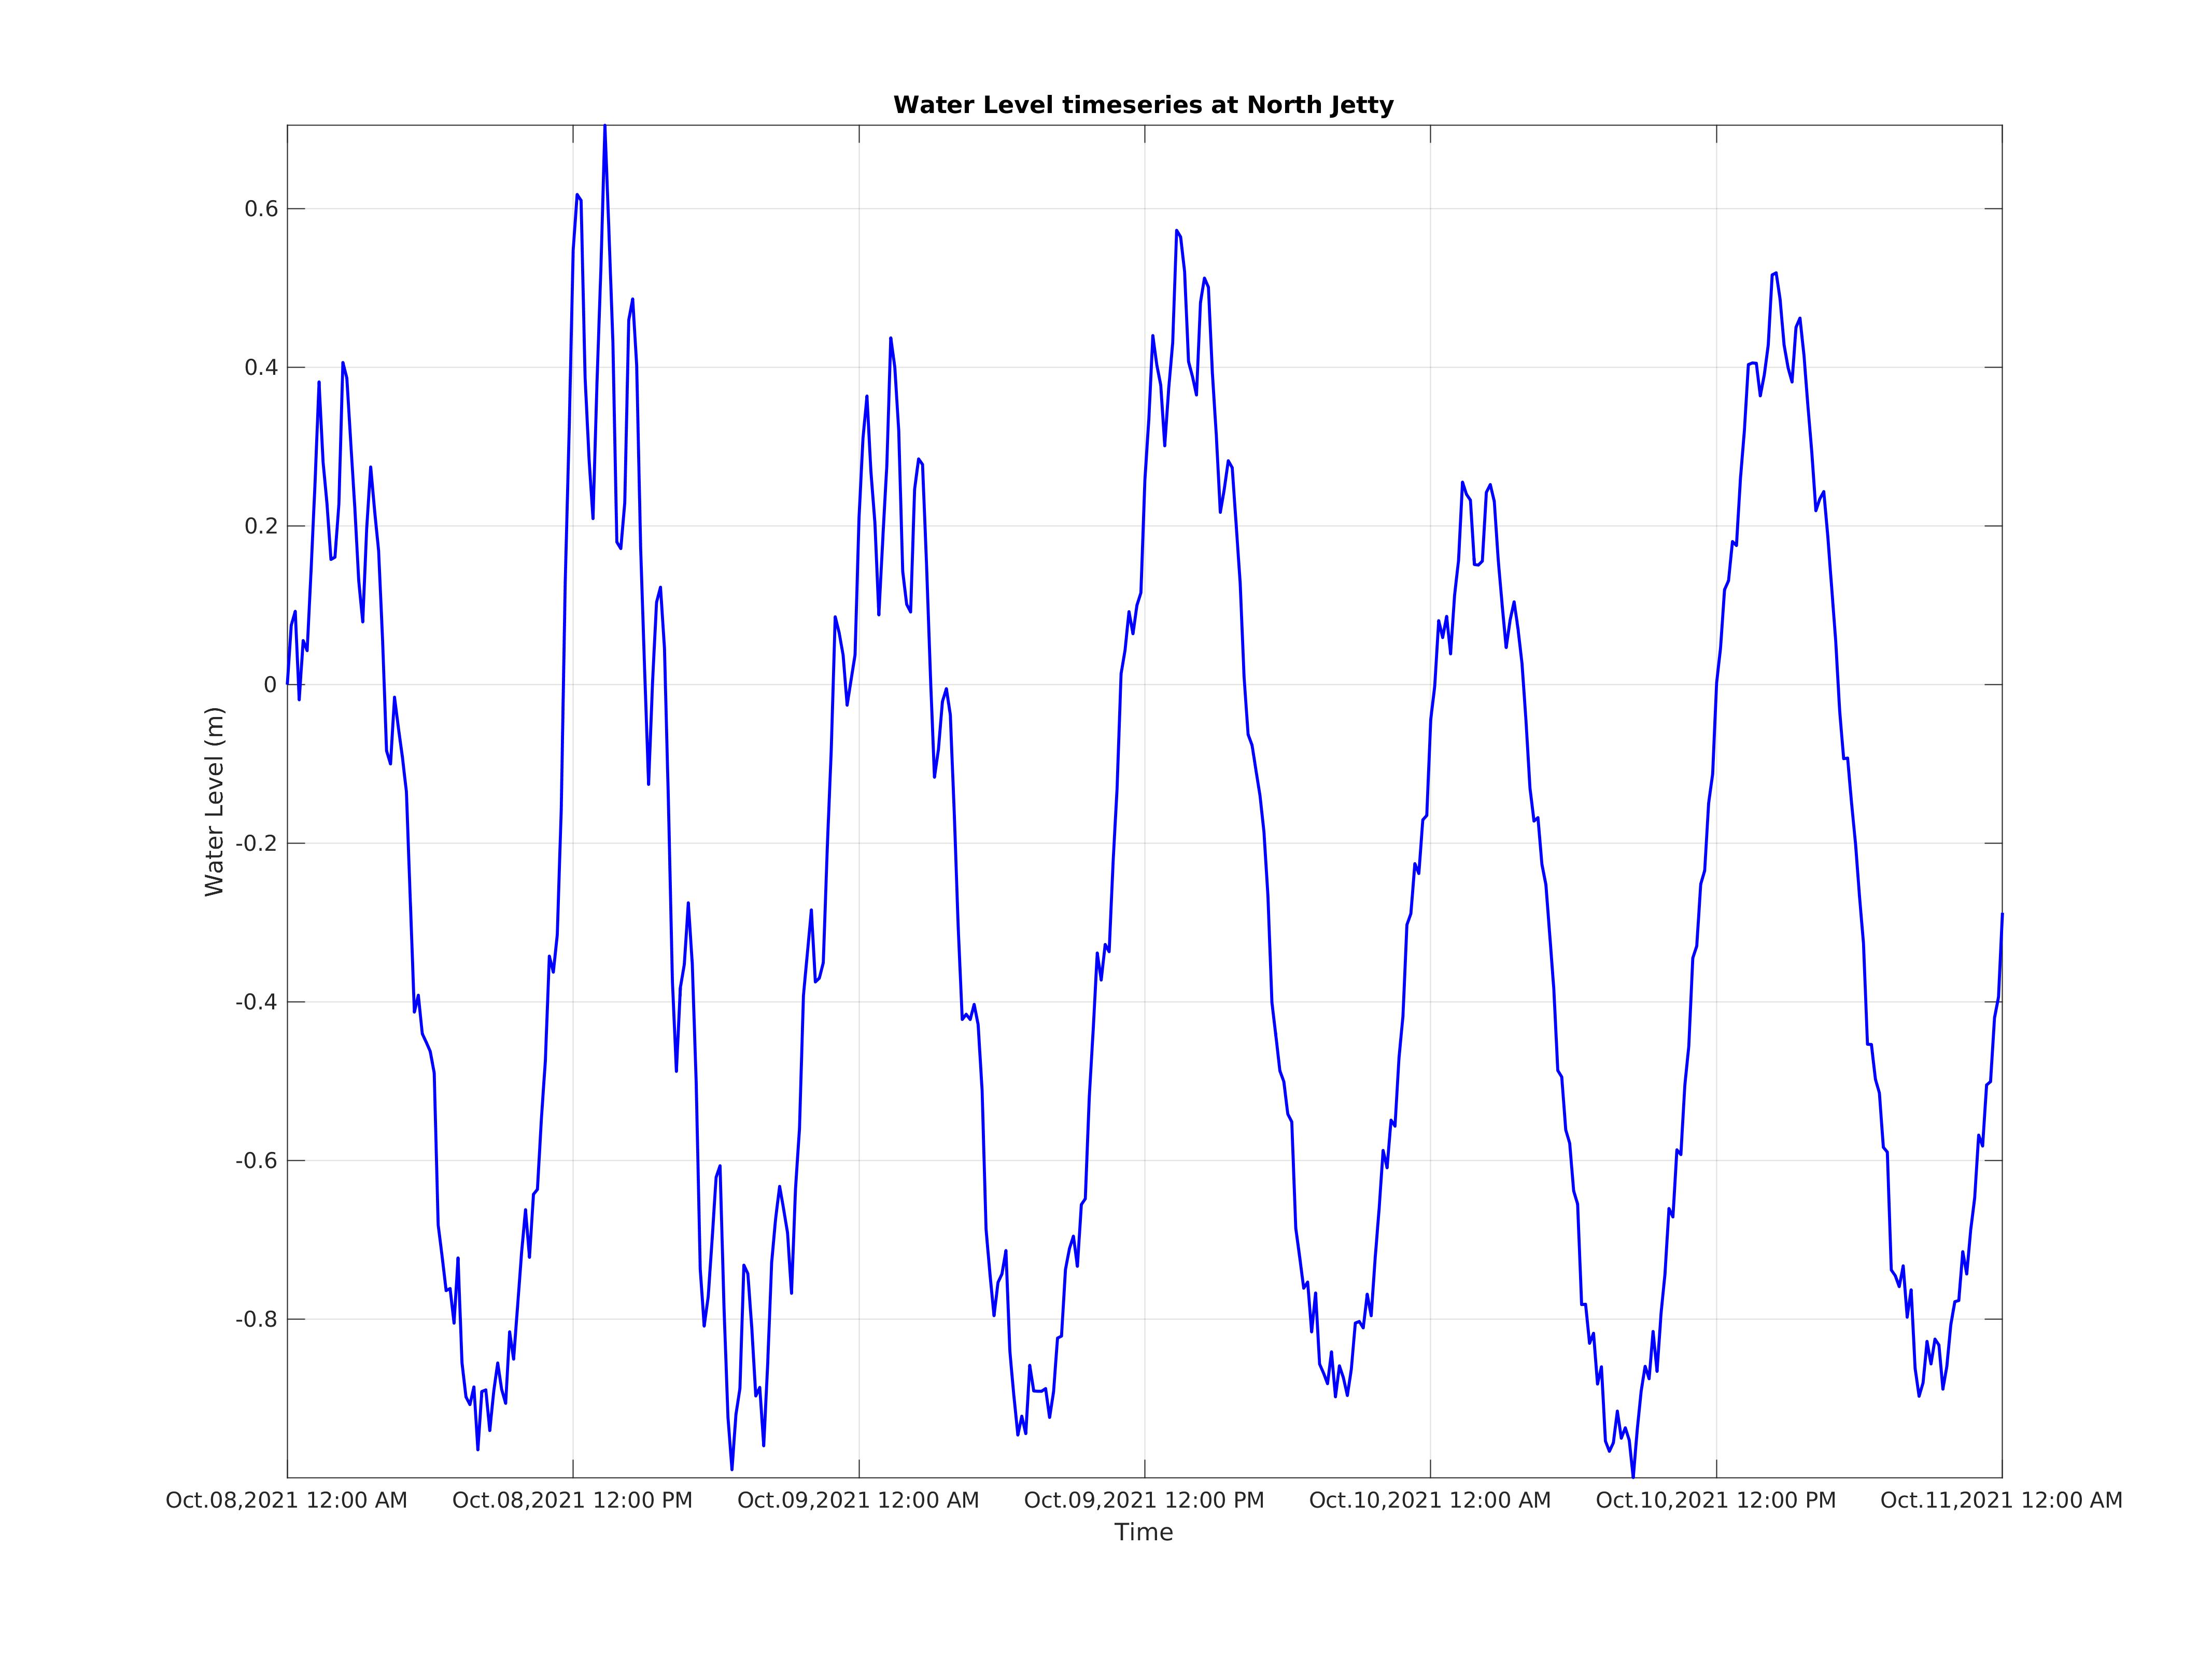 Water Level timeseries at North Jetty
0.6
0.4
0.2
0
-0.2
-0.4
-0.6
-0.8
Water Level (m)
Oct.08,2021 12:00 AM Oct.08,2021 12:00 PM Oct.09,2021 12:00 AM Oct.09,2021 12:00 PM Oct.10,2021 12:00 AM Oct.10,2021 12:00 PM Oct.11,2021 12:00 AM
Time